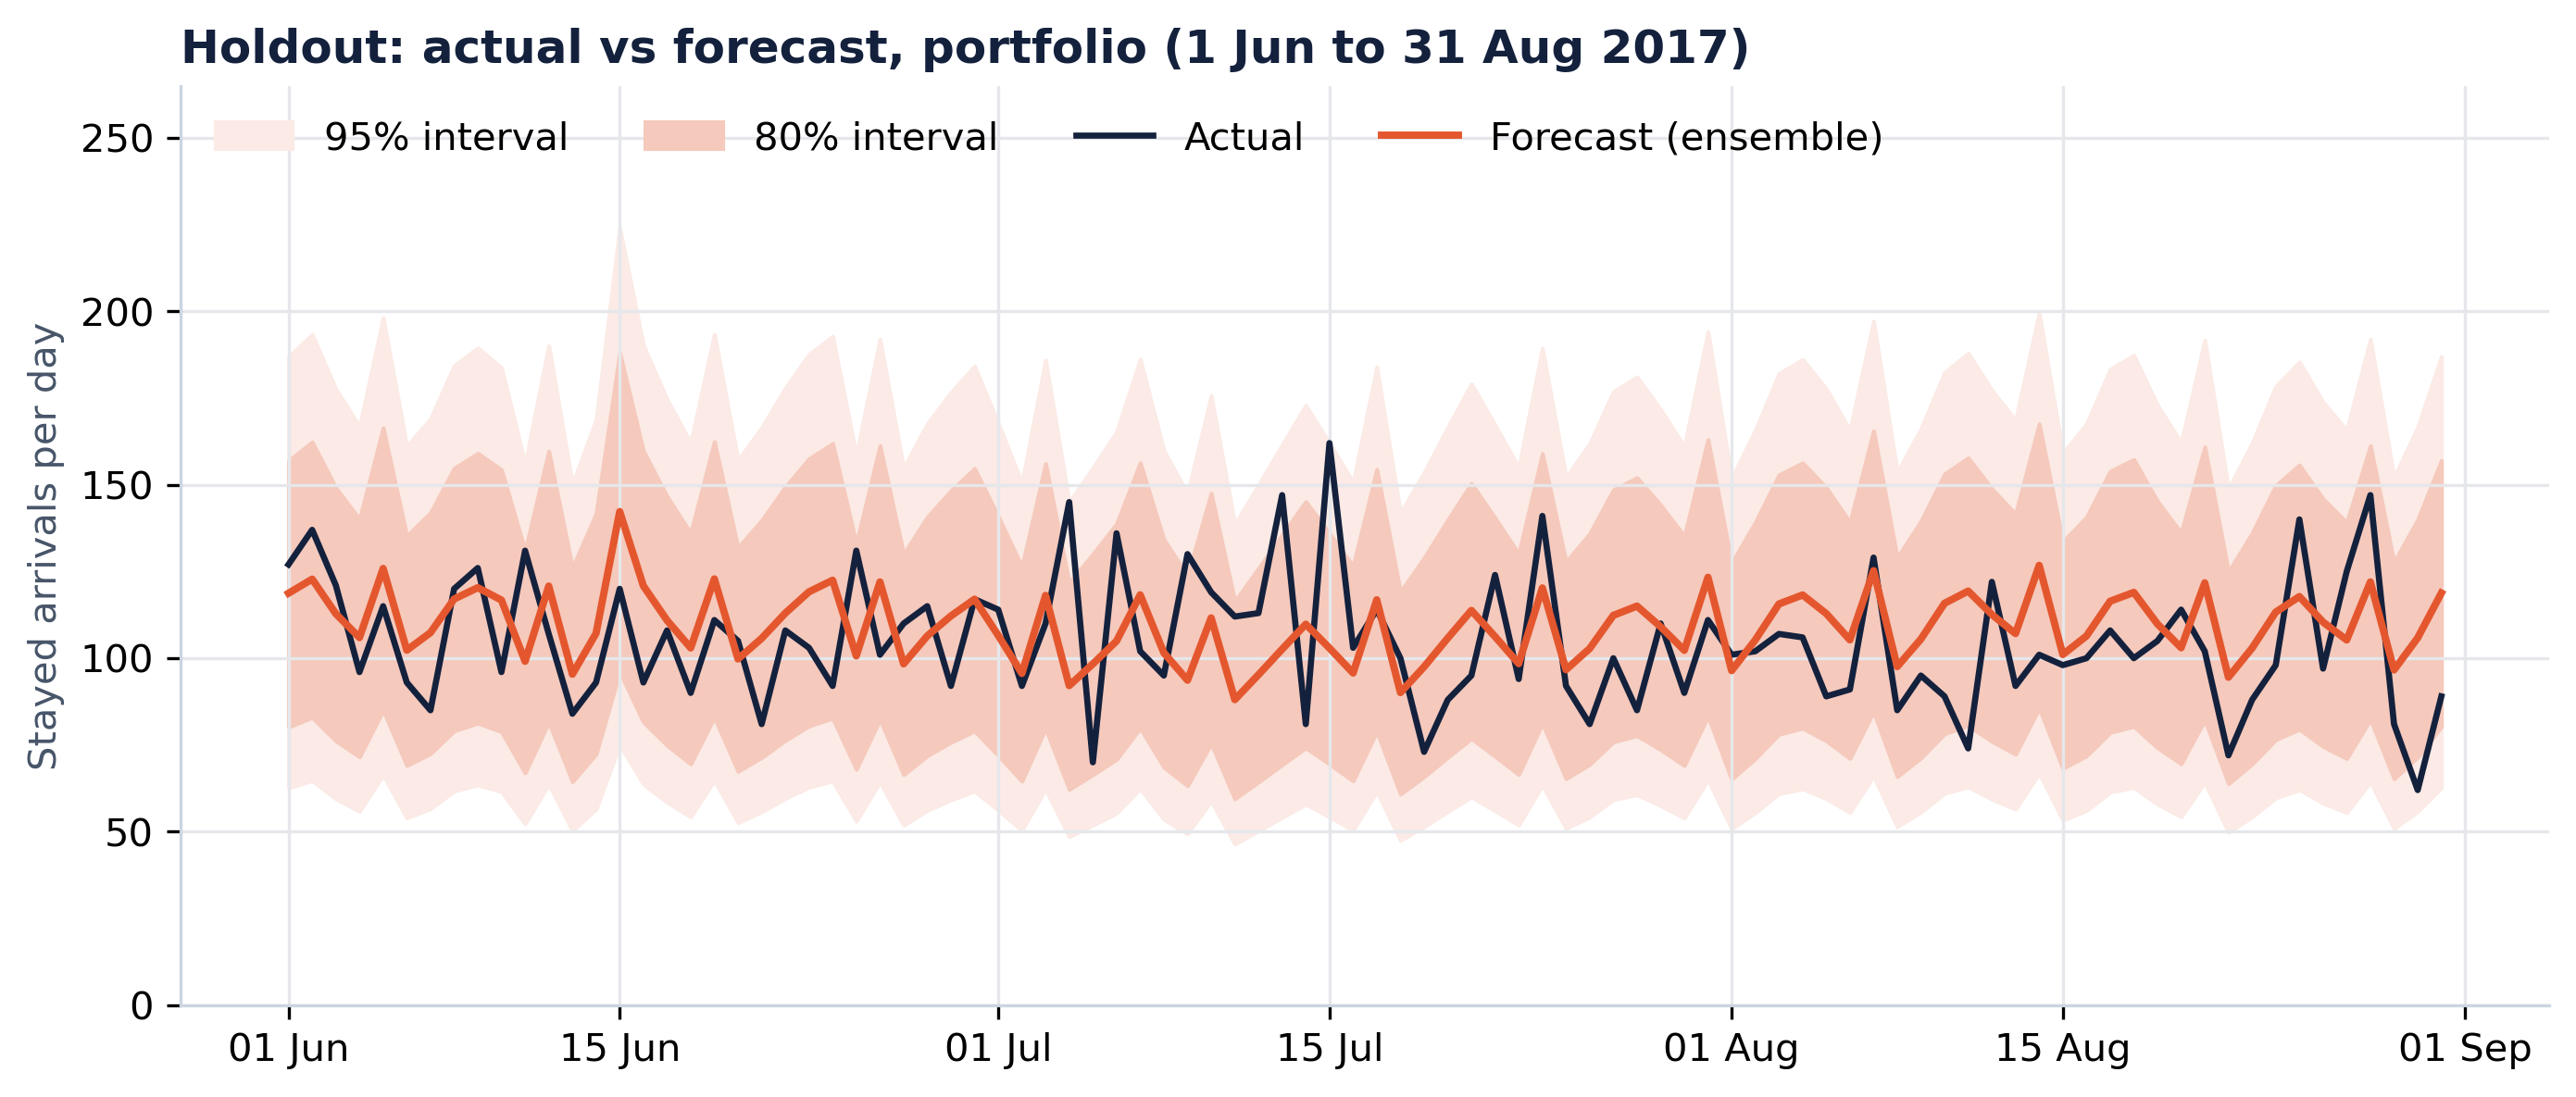 Holdout: actual vs forecast, portfolio (1 Jun to 31 Aug 2017)
95% interval 80% interval Actual Forecast (ensemble)
Stayed arrivals per day
250
200
150
100
50
0
01 Jun 15 Jun 01 Jul 15 Jul 01 Aug 15 Aug 01 Sep